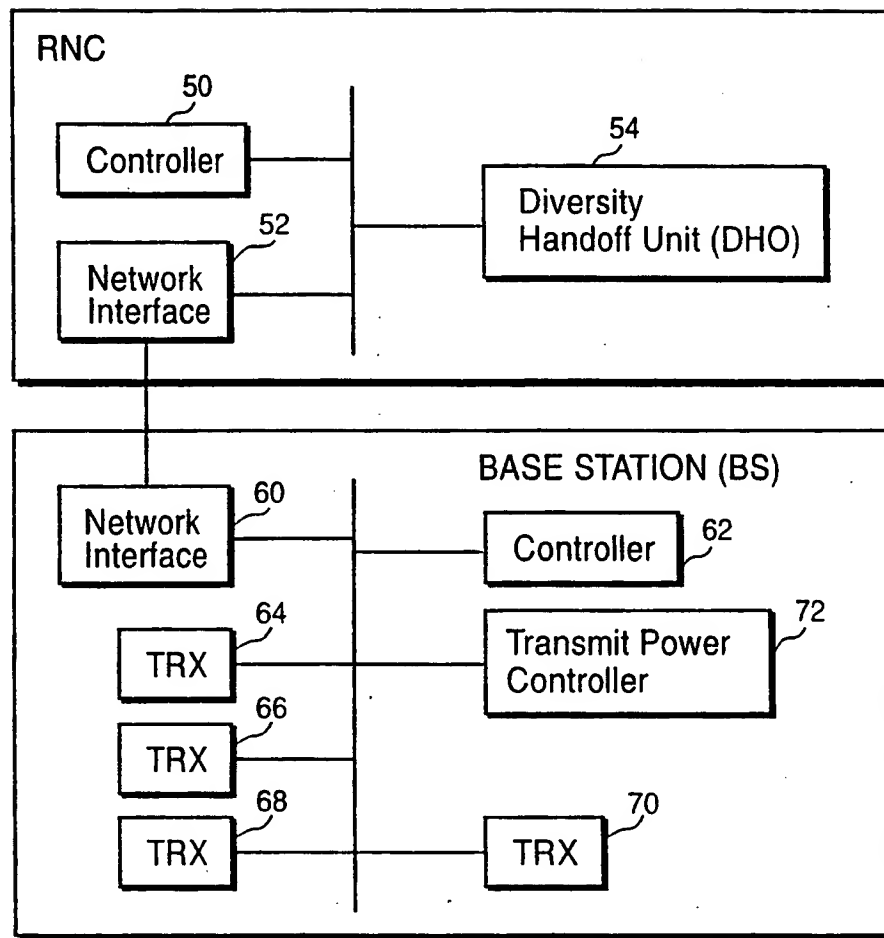 RNC
50
Controller
54
Diversity
Handoff Unit (DHO)
52
Network
Interface
BASE STATION (BS)
60
Network
Interface
Controller
62
64
TRX
72
Transmit Power
Controller
66
TRX
68
TRX
70
TRX